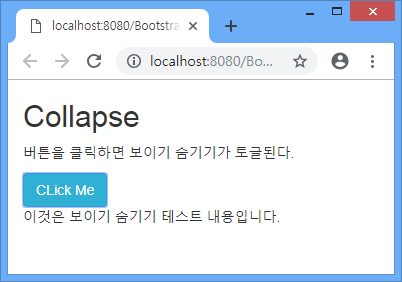 localhost:8080/Bootstra
localhost:8080/Bo...
Collapse
버튼을 클릭하면 보이기 숨기기가 토글된다.
CLick Me
이것은 보이기 숨기기 테스트 내용입니다.